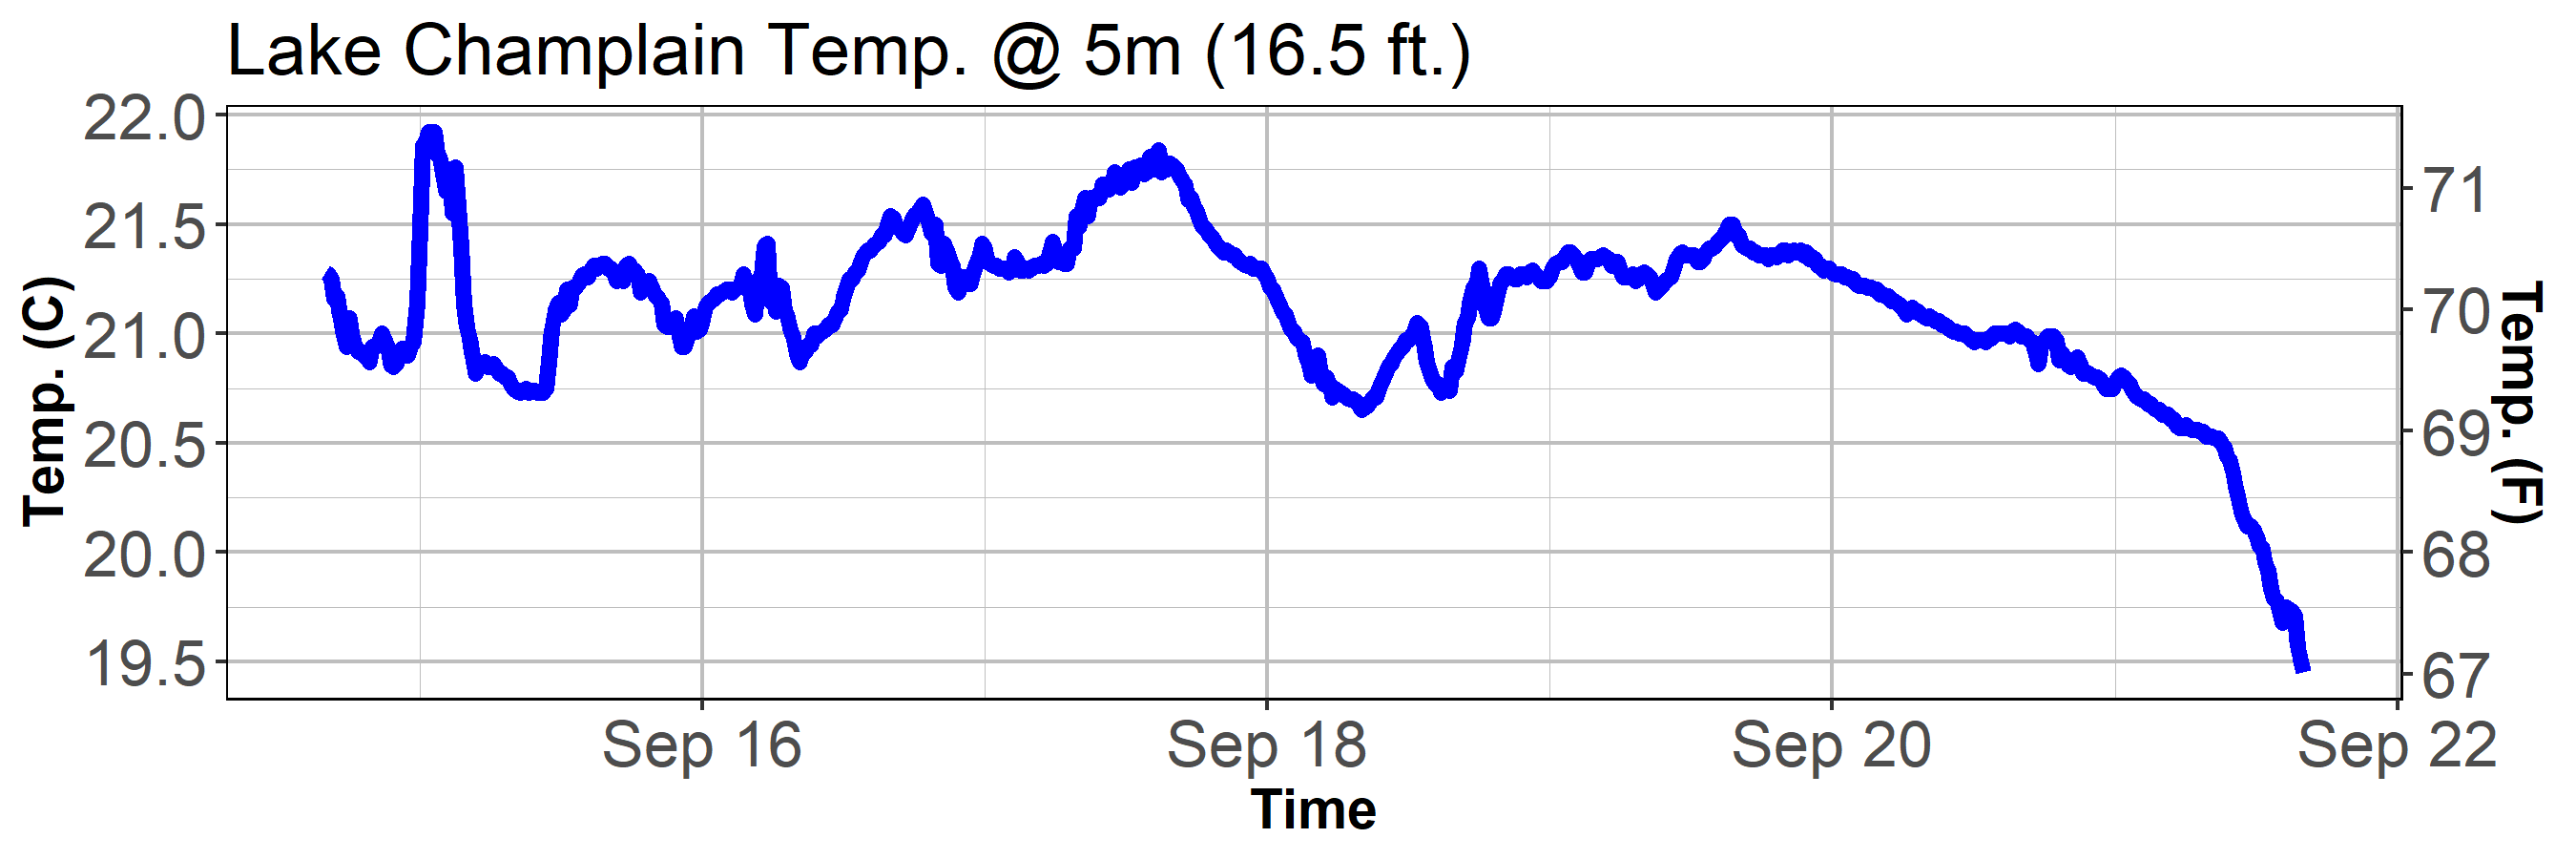 Lake Champlain Temp. @ 5m (16.5 ft.)
22.0
21.5
21.0
20.5
20.0
19.5
Temp. (C)
71
70
69
68
67
Temp. (F)
Sep 16
Sep 18
Sep 20
Sep 22
Time